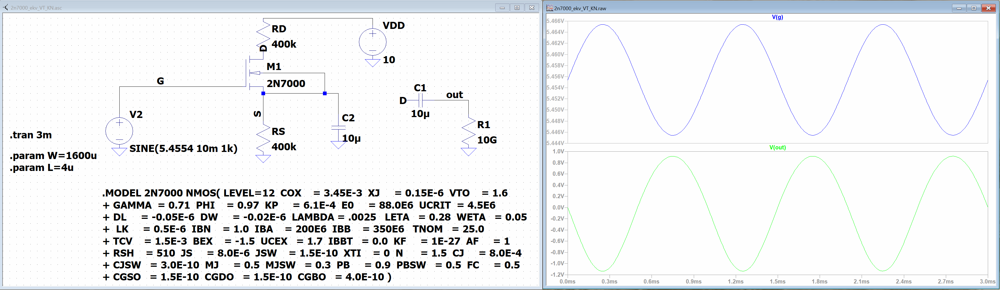 2n7000_ekv_VT_KN.asc
RD
400k
D
VDD
10
M1
2N7000
G
S
V2
SINE(5.4554 10m 1k)
RS
400k
C2
10µ
D
C1
10µ
out
R1
10G
.tran 3m
.param W=1600u
.param L=4u
.MODEL 2N7000 NMOS( LEVEL=12 COX = 3.45E-3 XJ = 0.15E-6 VTO = 1.6
+ GAMMA = 0.71 PHI = 0.97 KP = 6.1E-4 E0 = 88.0E6 UCRIT = 4.5E6
+ DL = -0.05E-6 DW = -0.02E-6 LAMBDA = .0025 LETA = 0.28 WETA = 0.05
+ LK = 0.5E-6 IBN = 1.0 IBA = 200E6 IBB = 350E6 TNOM = 25.0
+ TCV = 1.5E-3 BEX = -1.5 UCEX = 1.7 IBBT = 0.0 KF = 1E-27 AF = 1
+ RSH = 510 JS = 8.0E-6 JSW = 1.5E-10 XTI = 0 N = 1.5 CJ = 8.0E-4
+ CJSW = 3.0E-10 MJ = 0.5 MJSW = 0.3 PB = 0.9 PBSW = 0.5 FC = 0.5
+ CGSO = 1.5E-10 CGDO = 1.5E-10 CGBO = 4.0E-10 )
2n7000_ekv_VT_KN.raw
V(g)
5.466V
5.464V
5.462V
5.460V
5.458V
5.456V
5.454V
5.452V
5.450V
5.448V
5.446V
5.444V
V(out)
1.0V
0.8V
0.6V
0.4V
0.2V
0.0V
-0.2V
-0.4V
-0.6V
-0.8V
-1.0V
-1.2V
0.0ms 0.3ms 0.6ms 0.9ms 1.2ms 1.5ms 1.8ms 2.1ms 2.4ms 2.7ms 3.0ms